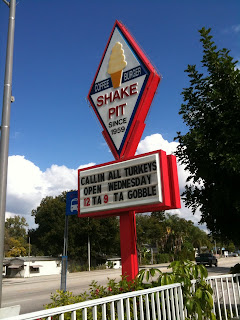 COFFEE BURGER
SHAKE
PIT
SINCE
1959
CALLIN ALL TURKEYS
OPEN WEDNESDAY
12 TA 9 TA GOBBLE